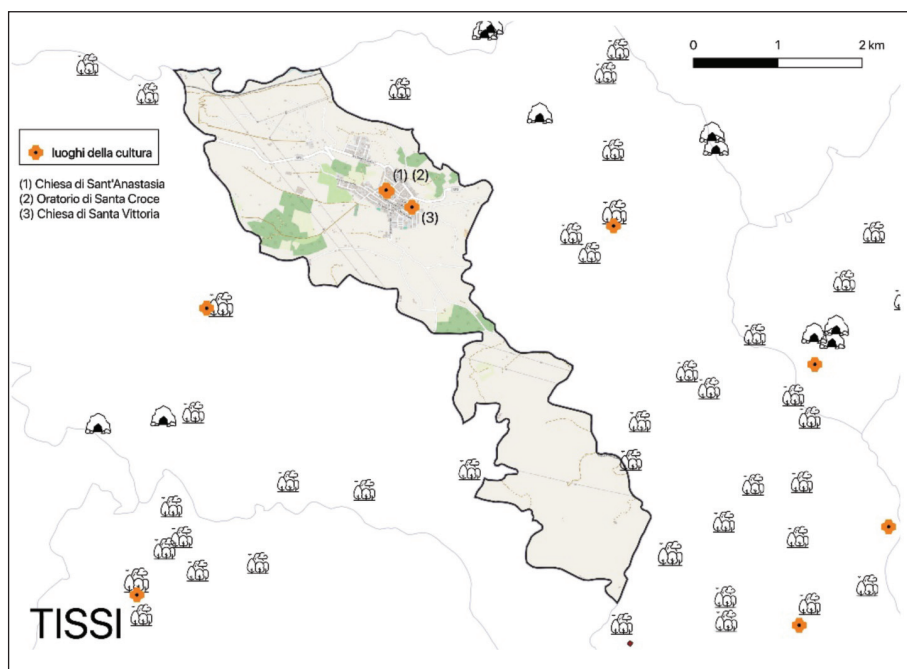 0 1 2 km
luoghi della cultura
(1) Chiesa di Sant'Anastasia
(2) Oratorio di Santa Croce
(3) Chiesa di Santa Vittoria
(1) (2)
(3)
TISSI